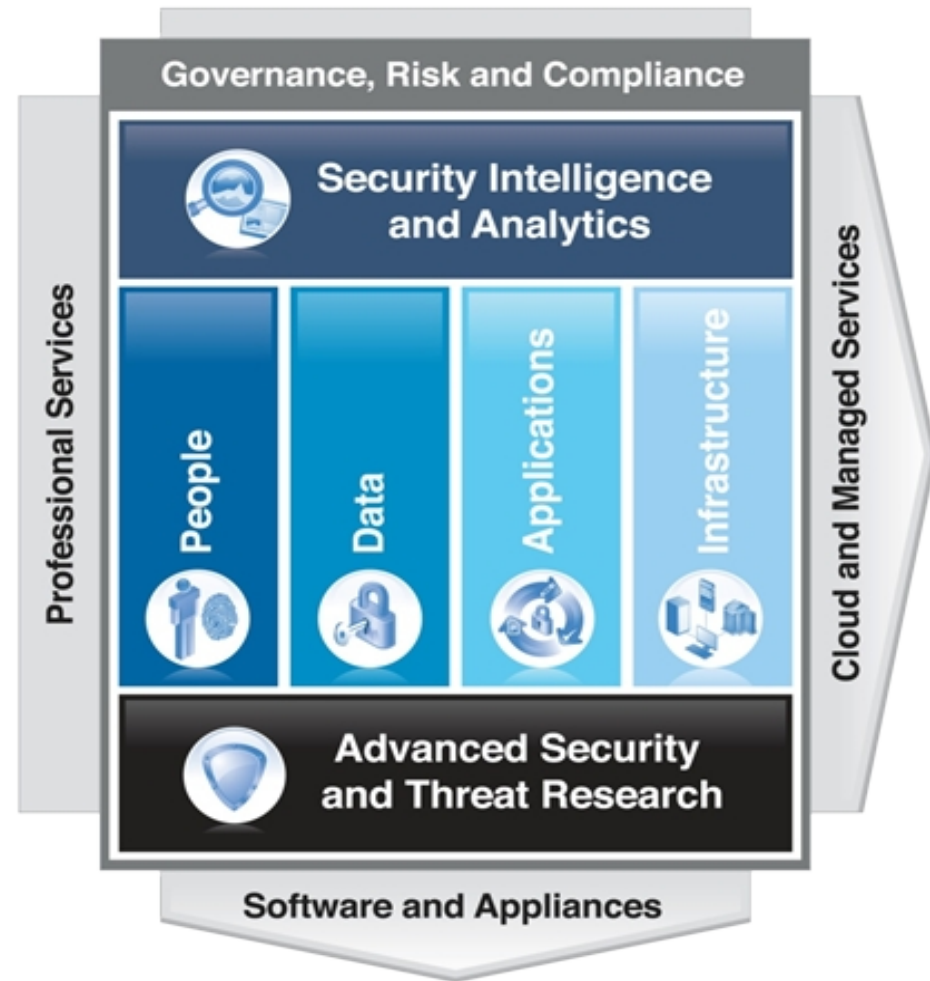 Governance, Risk and Compliance
Security Intelligence
and Analytics
Professional Services
People
Data
Applications
Infrastructure
Cloud and Managed Services
Advanced Security
and Threat Research
Software and Appliances